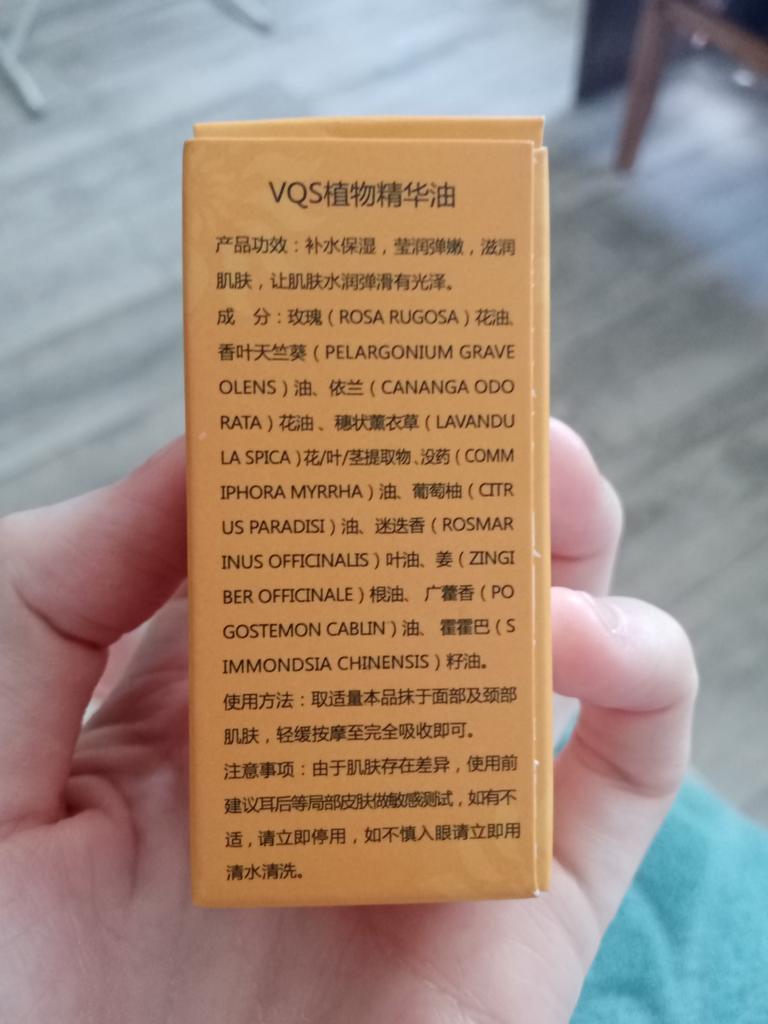 VQS植物精华油
产品功效：补水保湿，莹润弹嫩，滋润
肌肤，让肌肤水润弹滑有光泽。
成 分：玫瑰（ROSA RUGOSA）花油、
香叶天竺葵（PELARGONIUM GRAVE
OLENS）油、依兰（CANANGA ODO
RATA）花油、穗状薰衣草（LAVANDU
LA SPICA）花/叶/茎提取物、没药（COMM
IPHORA MYRRHA）油、葡萄柚（CITR
US PARADISI）油、迷迭香（ROSMAR
INUS OFFICINALIS）叶油、姜（ZINGI
BER OFFICINALE）根油、广藿香（PO
GOSTEMON CABLIN）油、霍霍巴（S
IMMONDSIA CHINENSIS）籽油。
使用方法：取适量本品抹于面部及颈部
肌肤，轻缓按摩至完全吸收即可。
注意事项：由于肌肤存在差异，使用前
建议耳后等局部皮肤做敏感测试，如有不
适，请立即停用，如不慎入眼请立即用
清水清洗。